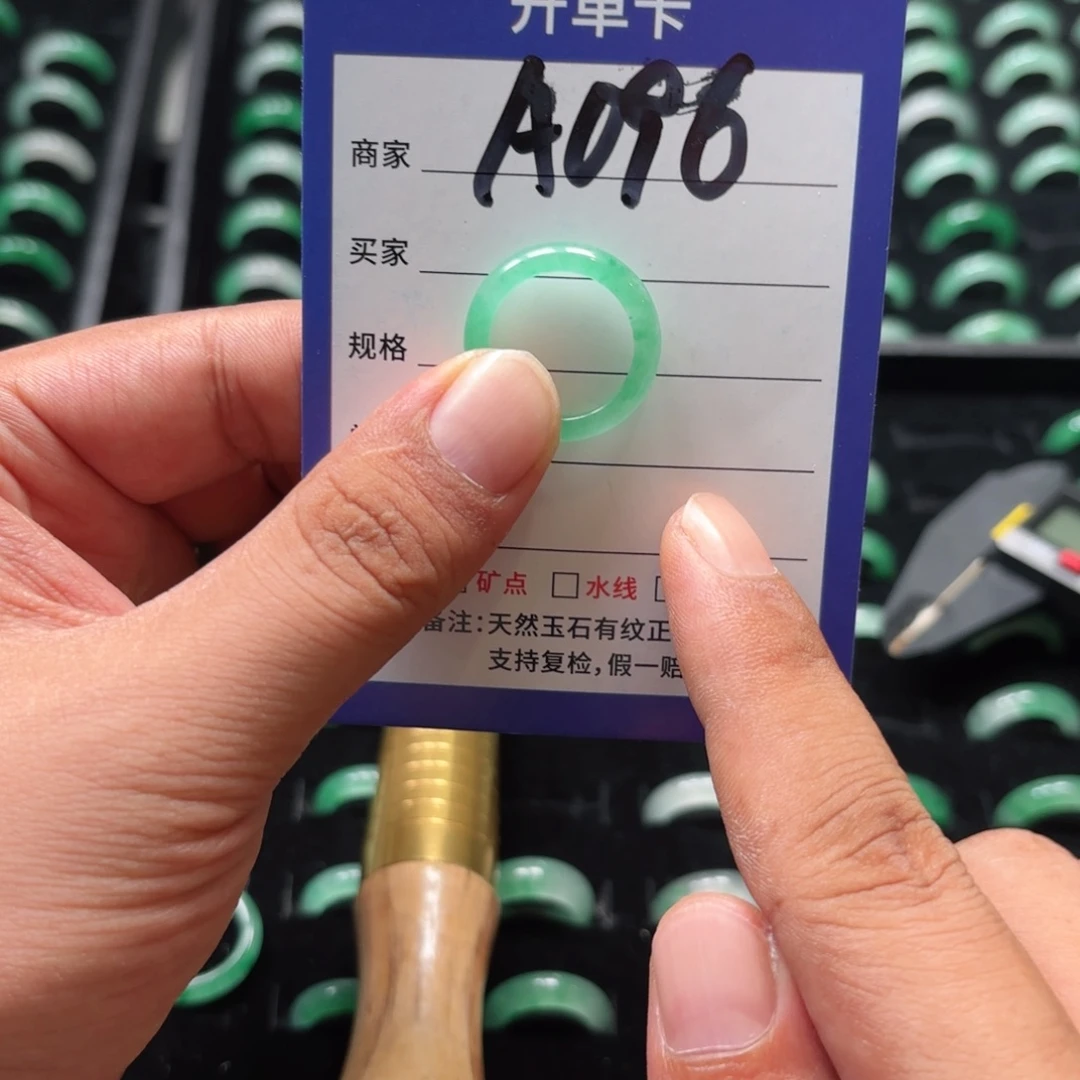 开单卡
商家 A096
买家
规格
矿点 □水线
备注:天然玉石有纹正
支持复检,假一赔